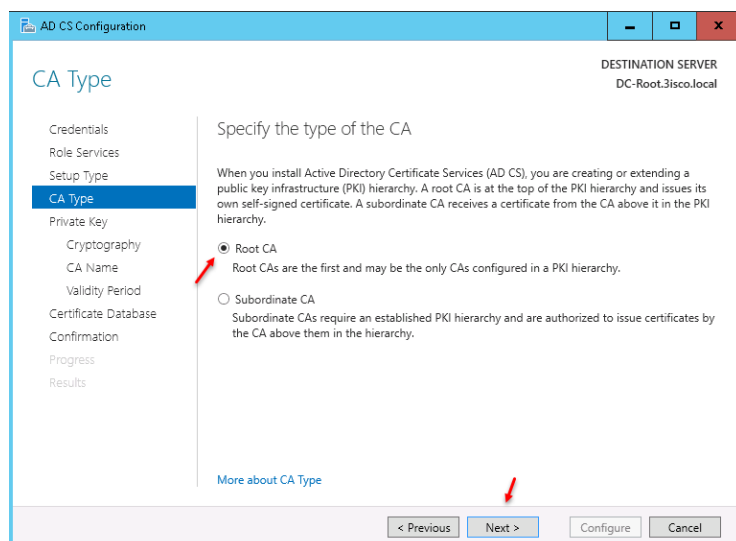 AD CS Configuration
CA Type
DESTINATION SERVER
DC-Root.3isco.local
Credentials
Role Services
Setup Type
CA Type
Private Key
Cryptography
CA Name
Validity Period
Certificate Database
Confirmation
Progress
Results
Specify the type of the CA
When you install Active Directory Certificate Services (AD CS), you are creating or extending a
public key infrastructure (PKI) hierarchy. A root CA is at the top of the PKI hierarchy and issues its
own self-signed certificate. A subordinate CA receives a certificate from the CA above it in the PKI
hierarchy.
Root CA
Root CAs are the first and may be the only CAs configured in a PKI hierarchy.
Subordinate CA
Subordinate CAs require an established PKI hierarchy and are authorized to issue certificates by
the CA above them in the hierarchy.
More about CA Type
< Previous
Next >
Configure
Cancel